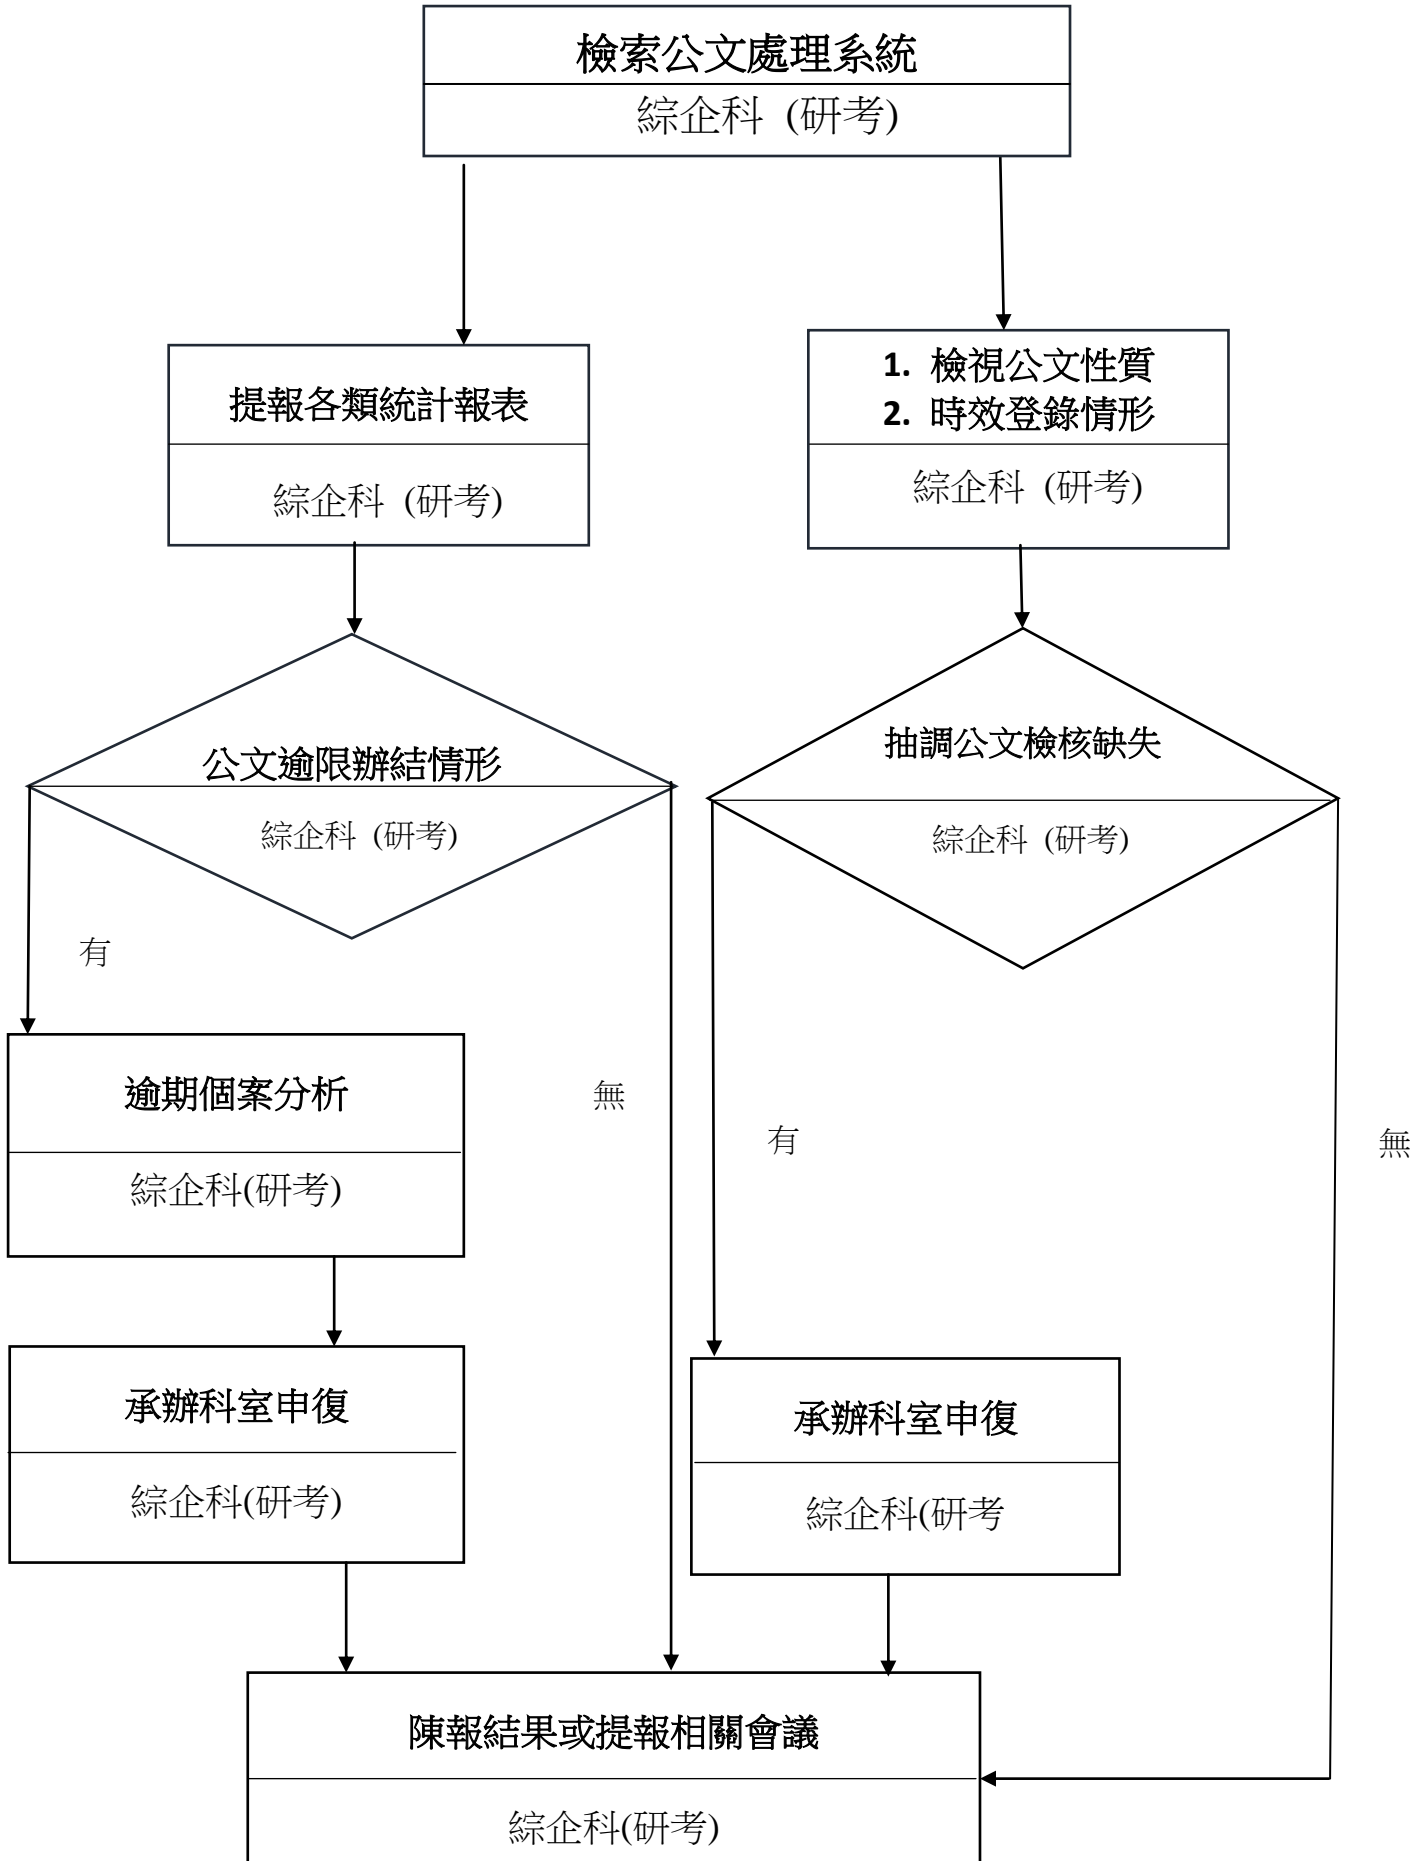 檢索公文處理系統
綜企科 (研考)
提報各類統計報表
綜企科 (研考)
1. 檢視公文性質
2. 時效登錄情形
綜企科 (研考)
公文逾限辦結情形
綜企科 (研考)
抽調公文檢核缺失
綜企科 (研考)
有
無
有
無
逾期個案分析
綜企科(研考)
承辦科室申復
綜企科(研考)
承辦科室申復
綜企科(研考
陳報結果或提報相關會議
綜企科(研考)